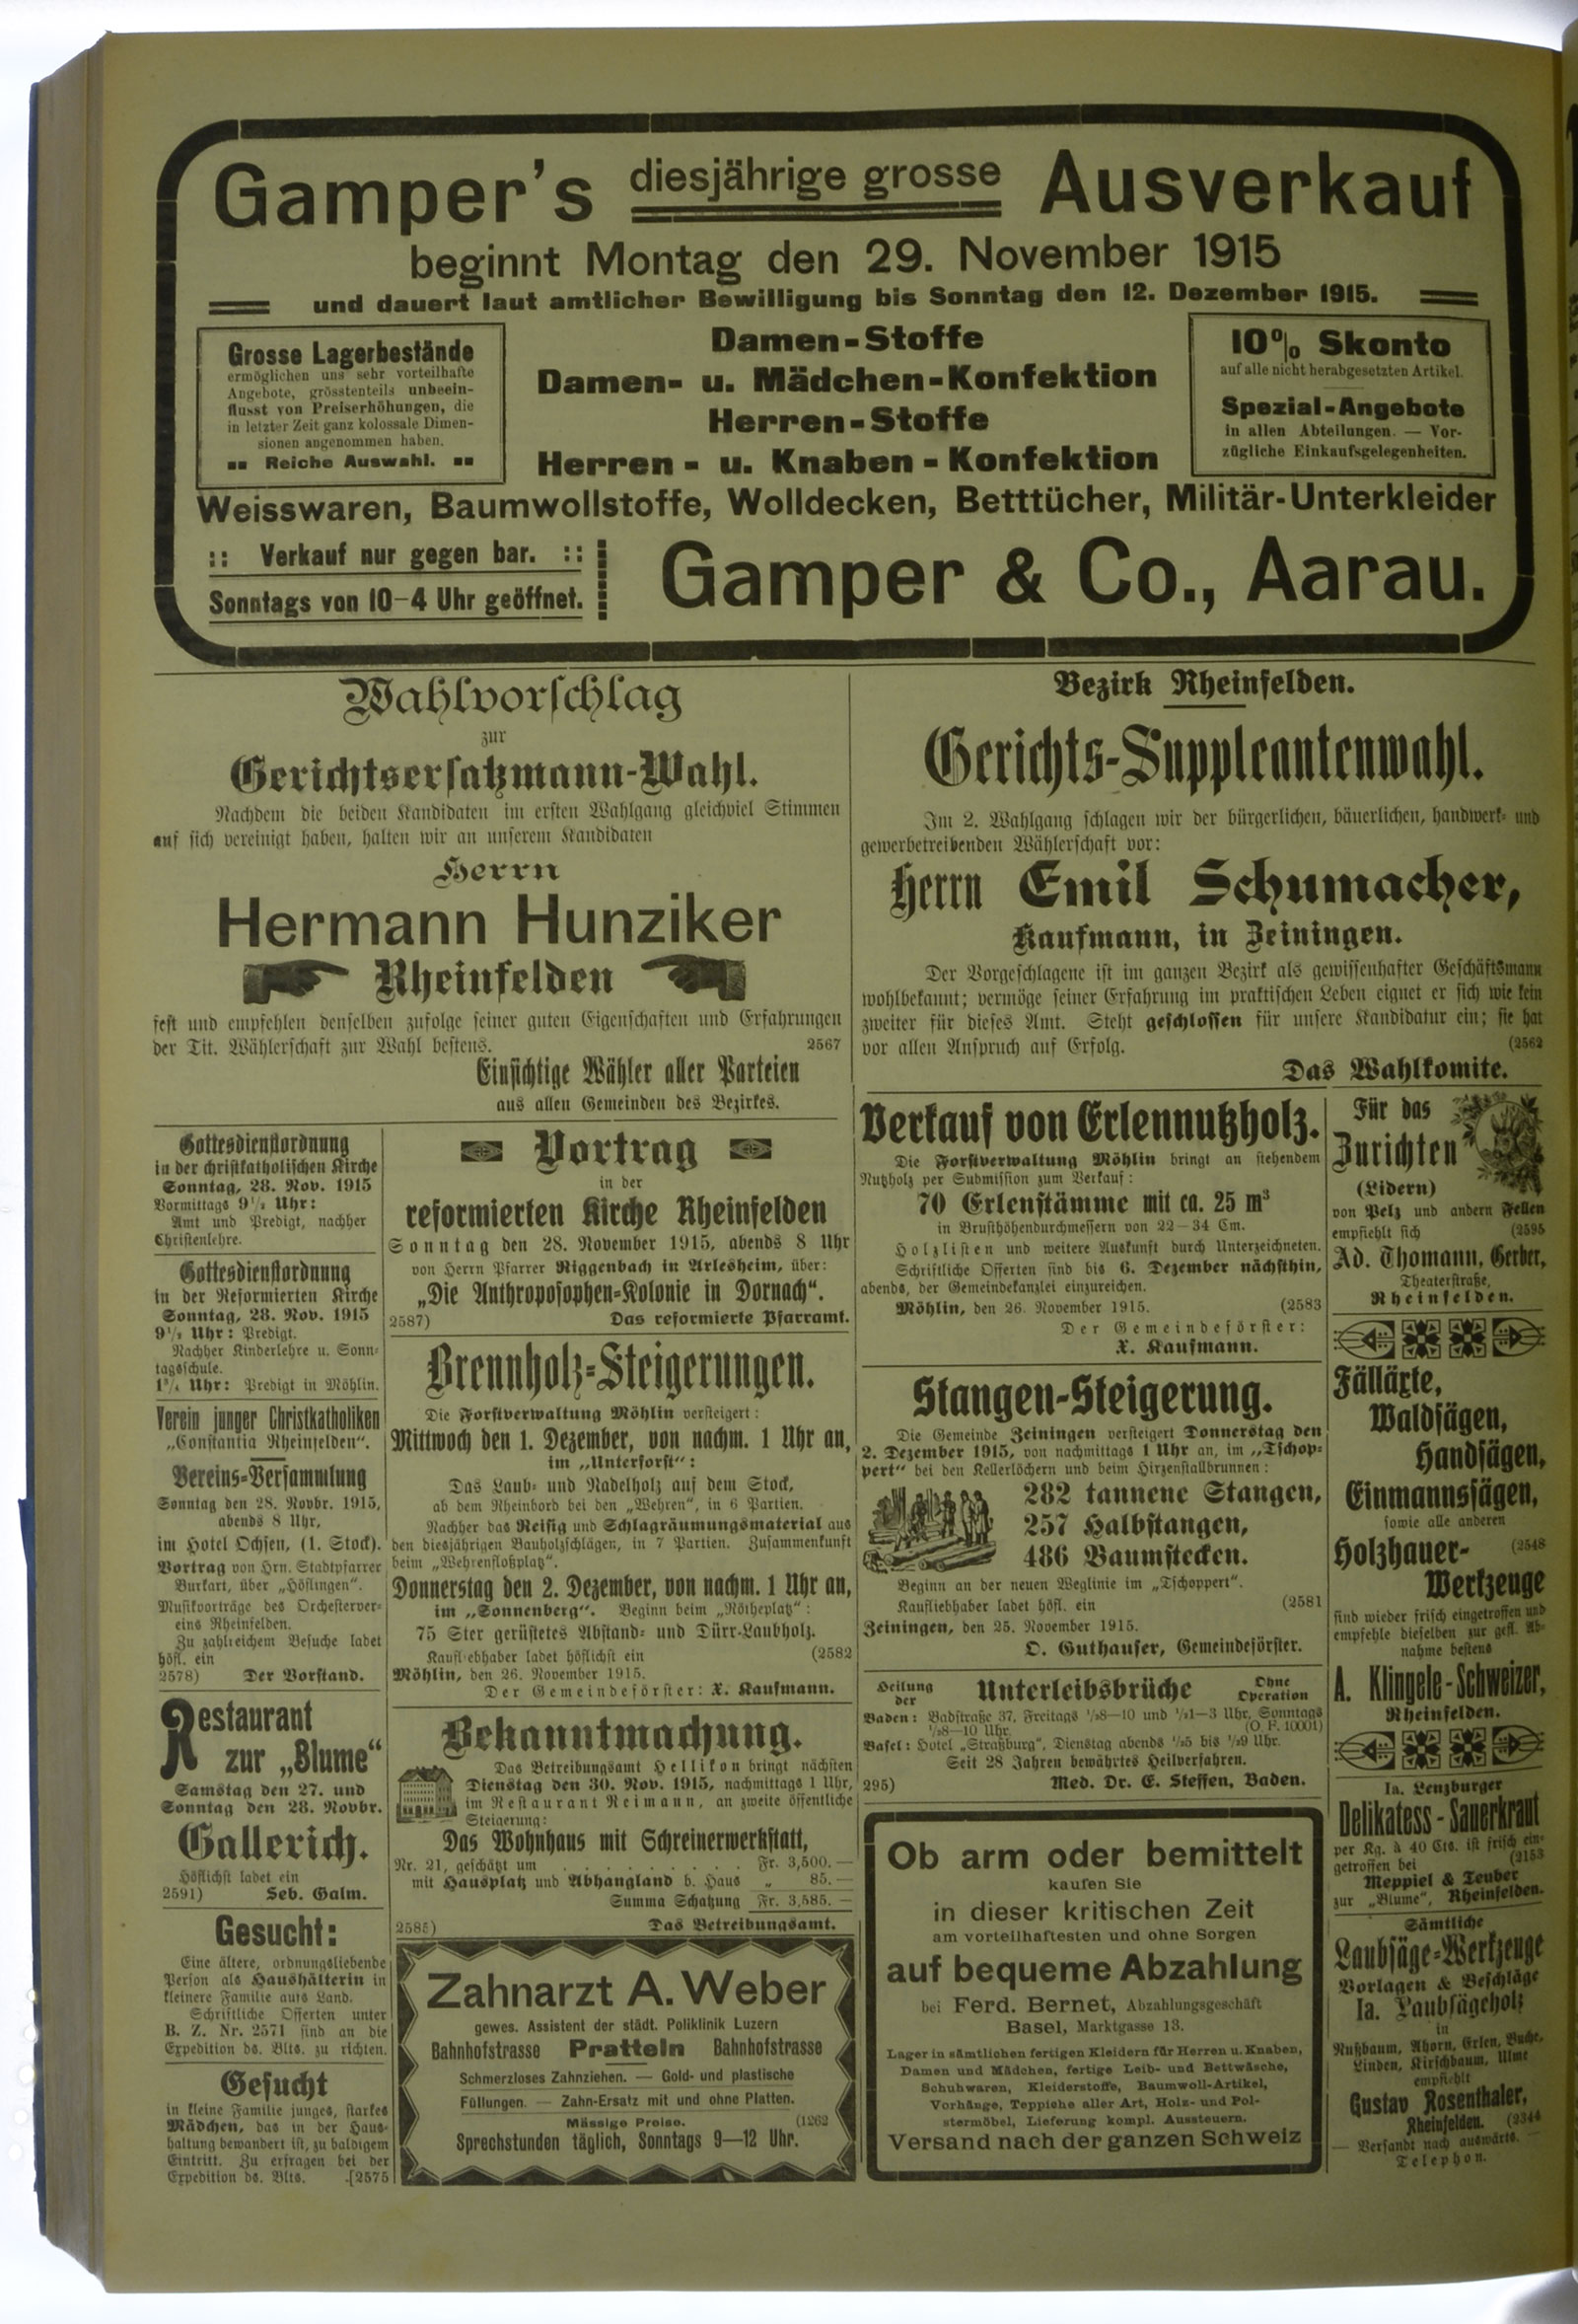 Gamper's diesjährige grosse Ausverkauf
beginnt Montag den 29. November 1915
und dauert laut amtlicher Bewilligung bis Sonntag den 12. Dezember 1915.
Grosse Lagerbestände
ermöglichen uns sehr vorteilhafte
Angebote, grösstenteils unbeein-
flusst von Preiserhöhungen, die
in letzter Zeit ganz kolossale Dimen-
sionen angenommen haben.
Reiche Auswahl.
Damen-Stoffe
Damen- u. Mädchen-Konfektion
Herren-Stoffe
Herren- u. Knaben-Konfektion
10% Skonto
auf alle nicht herabgesetzten Artikel.
Spezial-Angebote
in allen Abteilungen. — Vor-
zügliche Einkaufsgelegenheiten.
Weisswaren, Baumwollstoffe, Wolldecken, Betttücher, Militär-Unterkleider
:: Verkauf nur gegen bar. ::
Sonntags von 10–4 Uhr geöffnet.
Gamper & Co., Aarau.
Wahlvorschlag
zur
Gerichtsersatzmann-Wahl.
Nachdem die beiden Kandidaten im ersten Wahlgang gleichviel Stimmen
auf sich vereinigt haben, halten wir an unserem Kandidaten
Herrn
Hermann Hunziker
Rheinfelden
fest und empfehlen denselben zufolge seiner guten Eigenschaften und Erfahrungen
der Tit. Wählerschaft zur Wahl bestens. 2567
Einsichtige Wähler aller Parteien
aus allen Gemeinden des Bezirkes.
Bezirk Rheinfelden.
Gerichts-Suppleantenwahl.
Im 2. Wahlgang schlagen wir der bürgerlichen, bäuerlichen, handwerk- und
gewerbetreibenden Wählerschaft vor:
Herrn Emil Schumacher,
Kaufmann, in Zeiningen.
Der Vorgeschlagene ist im ganzen Bezirk als gewissenhafter Geschäftsmann
wohlbekannt; vermöge seiner Erfahrung im praktischen Leben eignet er sich wie kein
zweiter für dieses Amt. Steht geschlossen für unsere Kandidatur ein; sie hat
vor allen Anspruch auf Erfolg. (2562
Das Wahlkomite.
Gottesdienstordnung
in der christkatholischen Kirche
Sonntag, 28. Nov. 1915
Vormittags 9½ Uhr:
Amt und Predigt, nachher
Christenlehre.
Gottesdienstordnung
in der Reformierten Kirche
Sonntag, 28. Nov. 1915
9½ Uhr: Predigt.
Nachher Kinderlehre u. Sonn-
tagsschule.
1¾ Uhr: Predigt in Möhlin.
Verein junger Christkatholiken
„Constantia Rheinfelden“.
Vereins-Versammlung
Sonntag den 28. Novbr. 1915,
abends 8 Uhr,
im Hotel Ochsen, (1. Stock).
Vortrag von Hrn. Stadtpfarrer
Burkart, über „Höflingen“.
Musikvorträge des Orchesterver-
eins Rheinfelden.
Zu zahlreichem Besuche ladet
höfl. ein
2578) Der Vorstand.
Restaurant
zur „Blume“
Samstag den 27. und
Sonntag den 28. Novbr.
Gallerich.
Höflichst ladet ein
2591) Seb. Galm.
Gesucht:
Eine ältere, ordnungsliebende
Person als Haushälterin in
kleinere Familie aufs Land.
Schriftliche Offerten unter
B. Z. Nr. 2571 sind an die
Expedition ds. Blts. zu richten.
Gesucht
in kleine Familie junges, starkes
Mädchen, das in der Haus-
haltung bewandert ist, zu baldigem
Eintritt. Zu erfragen bei der
Expedition ds. Blts. [2575
Vortrag
in der
reformierten Kirche Rheinfelden
Sonntag den 28. November 1915, abends 8 Uhr
von Herrn Pfarrer Riggenbach in Arlesheim, über:
„Die Anthroposophen-Kolonie in Dornach“.
2587) Das reformierte Pfarramt.
Brennholz-Steigerungen.
Die Forstverwaltung Möhlin versteigert:
Mittwoch den 1. Dezember, von nachm. 1 Uhr an,
im „Unterforst“:
Das Laub- und Nadelholz auf dem Stock,
ab dem Rheinbord bei den „Wehren“, in 6 Partien.
Nachher das Reisig und Schlagräumungsmaterial aus
den diesjährigen Bauholzschlägen, in 7 Partien. Zusammenkunft
beim „Wehrenfloßplatz“.
Donnerstag den 2. Dezember, von nachm. 1 Uhr an,
im „Sonnenberg“. Beginn beim „Rötheplatz“:
75 Ster gerüstetes Abstand- und Dürr-Laubholz.
Kaufliebhaber ladet höflichst ein (2582
Möhlin, den 26. November 1915.
Der Gemeindeförster: X. Kaufmann.
Bekanntmachung.
Das Betreibungsamt Hellikon bringt nächsten
Dienstag den 30. Nov. 1915, nachmittags 1 Uhr,
im Restaurant Reimann, an zweite öffentliche
Steigerung:
Das Wohnhaus mit Schreinerwerkstatt,
Nr. 21, geschätzt um . . . . . . . . . Fr. 3,500.—
mit Hausplatz und Abhangland b. Haus „ 85.—
Summa Schatzung Fr. 3,585.—
2585) Das Betreibungsamt.
Zahnarzt A. Weber
gewes. Assistent der städt. Poliklinik Luzern
Bahnhofstrasse Pratteln Bahnhofstrasse
Schmerzloses Zahnziehen. — Gold- und plastische
Füllungen. — Zahn-Ersatz mit und ohne Platten.
Mässige Preise. (1262
Sprechstunden täglich, Sonntags 9—12 Uhr.
Verkauf von Erlennutzholz.
Die Forstverwaltung Möhlin bringt an stehendem
Nutzholz per Submission zum Verkauf:
70 Erlenstämme mit ca. 25 m³
in Brusthöhendurchmessern von 22—34 Cm.
Holzlisten und weitere Auskunft durch Unterzeichneten.
Schriftliche Offerten sind bis 6. Dezember nächsthin,
abends, der Gemeindekanzlei einzureichen.
Möhlin, den 26. November 1915. (2583
Der Gemeindeförster:
X. Kaufmann.
Stangen-Steigerung.
Die Gemeinde Zeiningen versteigert Donnerstag den
2. Dezember 1915, von nachmittags 1 Uhr an, im „Tschop-
pert“ bei den Kellerlöchern und beim Hirzenstallbrunnen:
282 tannene Stangen,
257 Halbstangen,
486 Baumstecken.
Beginn an der neuen Weglinie im „Tschoppert“.
Kaufliebhaber ladet höfl. ein (2581
Zeiningen, den 25. November 1915.
O. Guthauser, Gemeindeförster.
Heilung der Unterleibsbrüche Ohne Operation
Baden: Badstraße 37, Freitags ½8—10 und ½1—3 Uhr, Sonntags
½8—10 Uhr. (O. F. 10001)
Basel: Hotel „Straßburg“, Dienstag abends ½5 bis ½9 Uhr.
Seit 28 Jahren bewährtes Heilverfahren.
295) Med. Dr. E. Steffen, Baden.
Ob arm oder bemittelt
kaufen Sie
in dieser kritischen Zeit
am vorteilhaftesten und ohne Sorgen
auf bequeme Abzahlung
bei Ferd. Bernet, Abzahlungsgeschäft
Basel, Marktgasse 13.
Lager in sämtlichen fertigen Kleidern für Herren u. Knaben,
Damen und Mädchen, fertige Leib- und Bettwäsche,
Schuhwaren, Kleiderstoffe, Baumwoll-Artikel,
Vorhänge, Teppiche aller Art, Holz- und Pol-
stermöbel, Lieferung kompl. Aussteuern.
Versand nach der ganzen Schweiz
Für das
Zurichten
(Lidern)
von Pelz und andern Fellen
empfiehlt sich (2595
Ad. Thomann, Gerber,
Theaterstraße,
Rheinfelden.
Fälläxte,
Waldsägen,
Handsägen,
Einmannssägen,
sowie alle anderen
Holzhauer- (2548
Werkzeuge
sind wieder frisch eingetroffen und
empfehle dieselben zur gefl. Ab-
nahme bestens
A. Klingele-Schweizer,
Rheinfelden.
Ia. Lenzburger
Delikatess-Sauerkraut
per Kg. à 40 Cts. ist frisch ein-
getroffen bei (2153
Meppiel & Teuber
zur „Blume“, Rheinfelden.
Sämtliche
Laubsäge-Werkzeuge
Vorlagen & Beschläge
Ia. Laubsägeholz
in
Nußbaum, Ahorn, Erlen, Buche,
Linden, Kirschbaum, Ulme
empfiehlt
Gustav Rosenthaler,
Rheinfelden. (2344
— Versandt nach auswärts. —
Telephon.